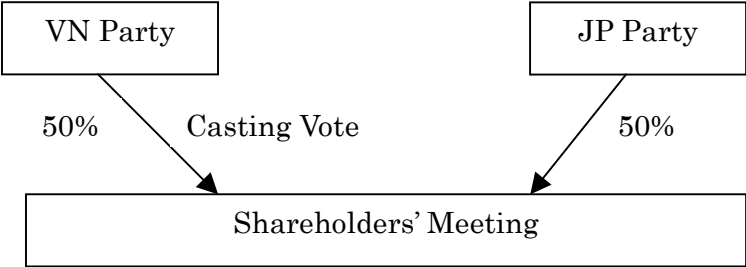 VN Party
JP Party
50%
Casting Vote
50%
Shareholders’ Meeting